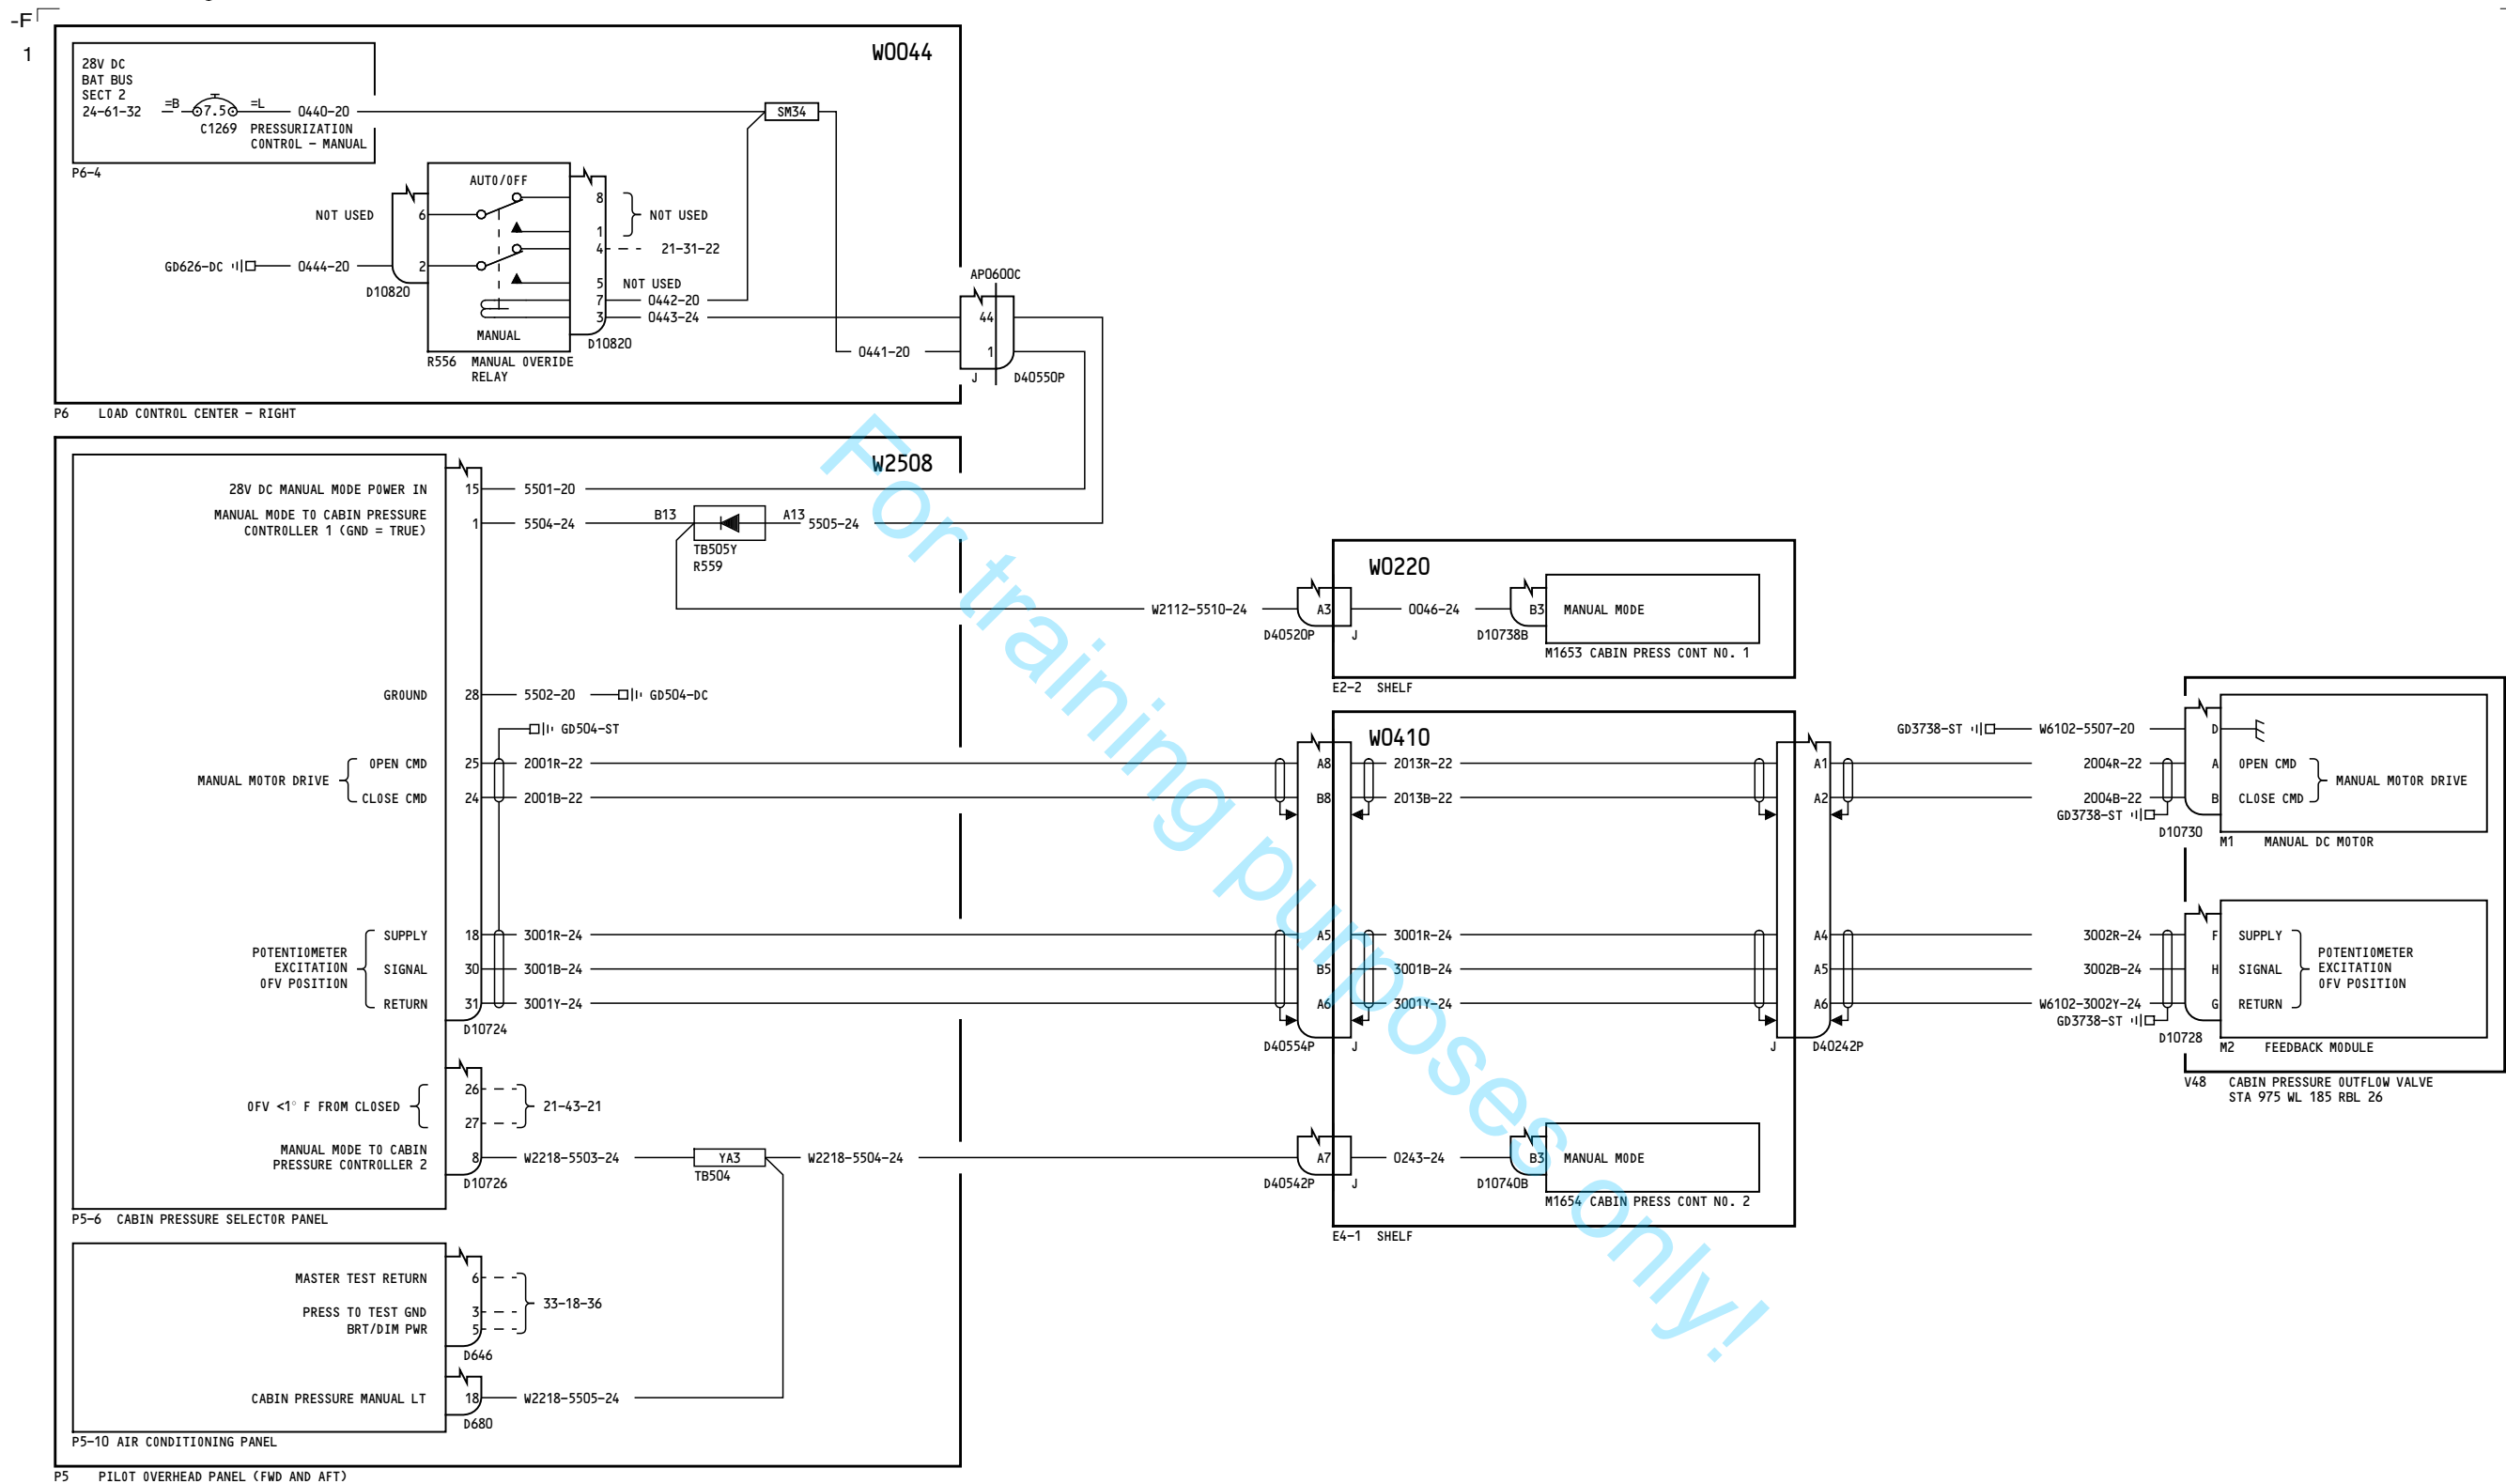 -F
1
W0044
28V DC
BAT BUS
SECT 2
24-61-32
=B
7.5
=L
0440-20
C1269 PRESSURIZATION
CONTROL - MANUAL
P6-4
SM34
AUTO/OFF
NOT USED
6
8
1
NOT USED
4
21-31-22
GD626-DC
0444-20
2
5
NOT USED
D10820
7
0442-20
3
0443-24
MANUAL
D10820
R556 MANUAL OVERIDE
RELAY
0441-20
AP0600C
44
1
J
D40550P
P6 LOAD CONTROL CENTER - RIGHT
W2508
28V DC MANUAL MODE POWER IN
15
5501-20
MANUAL MODE TO CABIN PRESSURE
CONTROLLER 1 (GND = TRUE)
1
5504-24
B13
A13
5505-24
TB505Y
R559
W2112-5510-24
A3
D40520P
J
W0220
0046-24
B3
D10738B
MANUAL MODE
M1653 CABIN PRESS CONT NO. 1
E2-2 SHELF
GROUND
28
5502-20
GD504-DC
GD504-ST
MANUAL MOTOR DRIVE
OPEN CMD
25
2001R-22
CLOSE CMD
24
2001B-22
W0410
A8
2013R-22
B8
2013B-22
A1
A2
GD3738-ST
W6102-5507-20
D
2004R-22
A
OPEN CMD
2004B-22
B
CLOSE CMD
MANUAL MOTOR DRIVE
GD3738-ST
D10730
M1 MANUAL DC MOTOR
POTENTIOMETER
EXCITATION
OFV POSITION
SUPPLY
18
3001R-24
SIGNAL
30
3001B-24
RETURN
31
3001Y-24
D10724
A5
3001R-24
B5
3001B-24
A6
3001Y-24
D40554P
J
A4
A5
A6
J
D40242P
3002R-24
F
SUPPLY
3002B-24
H
SIGNAL
W6102-3002Y-24
G
RETURN
POTENTIOMETER
EXCITATION
OFV POSITION
GD3738-ST
D10728
M2 FEEDBACK MODULE
V48 CABIN PRESSURE OUTFLOW VALVE
STA 975 WL 185 RBL 26
OFV <1° F FROM CLOSED
26
27
21-43-21
MANUAL MODE TO CABIN
PRESSURE CONTROLLER 2
8
W2218-5503-24
D10726
YA3
TB504
W2218-5504-24
A7
D40542P
J
0243-24
B3
D10740B
MANUAL MODE
M1654 CABIN PRESS CONT NO. 2
E4-1 SHELF
P5-6 CABIN PRESSURE SELECTOR PANEL
MASTER TEST RETURN
6
PRESS TO TEST GND
3
BRT/DIM PWR
5
33-18-36
D646
CABIN PRESSURE MANUAL LT
18
W2218-5505-24
D680
P5-10 AIR CONDITIONING PANEL
P5 PILOT OVERHEAD PANEL (FWD AND AFT)
For training purposes only!